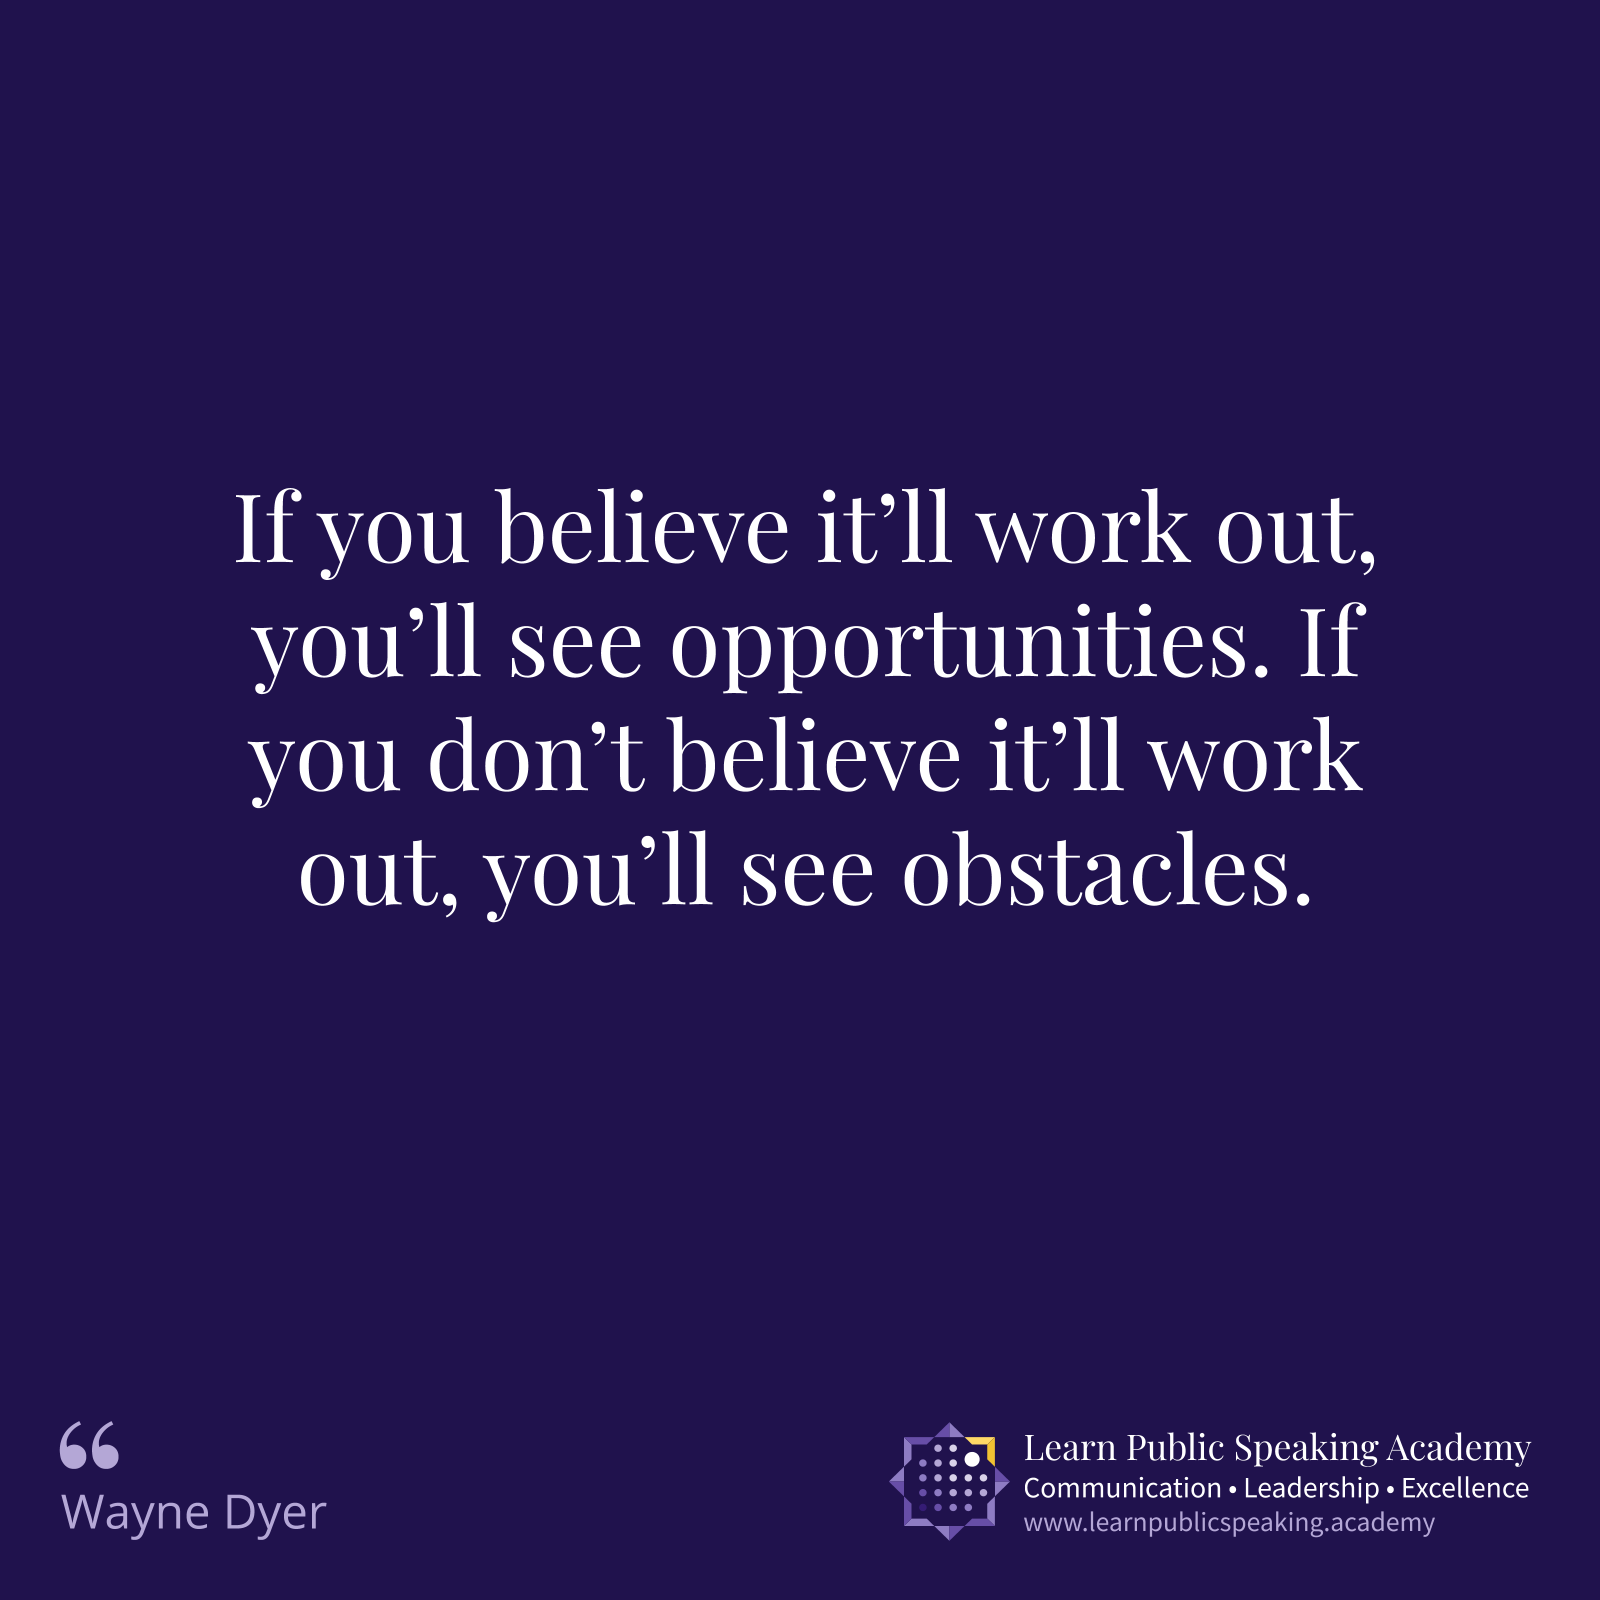 If you believe it’ll work out,
you’ll see opportunities. If
you don’t believe it’ll work
out, you’ll see obstacles.
“
Wayne Dyer
Learn Public Speaking Academy
Communication • Leadership • Excellence
www.learnpublicspeaking.academy